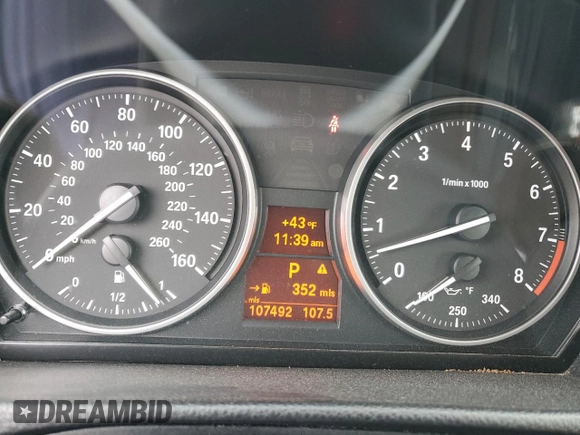 0 20 40 60 80 100 120 140 160
mph
20 40 60 80 100 120 140 160 180 200 220 240 260
km/h
0 1/2 1
+43 °F
11:39 am
P
352 mls
mls
107492 107.5
0 1 2 3 4 5 6 7 8
1/min x 1000
°F
250 340
DREAMBID